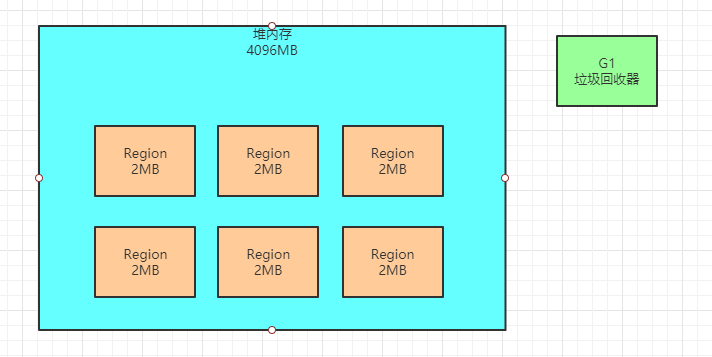 堆内存
4096MB
G1
垃圾回收器
Region
2MB
Region
2MB
Region
2MB
Region
2MB
Region
2MB
Region
2MB